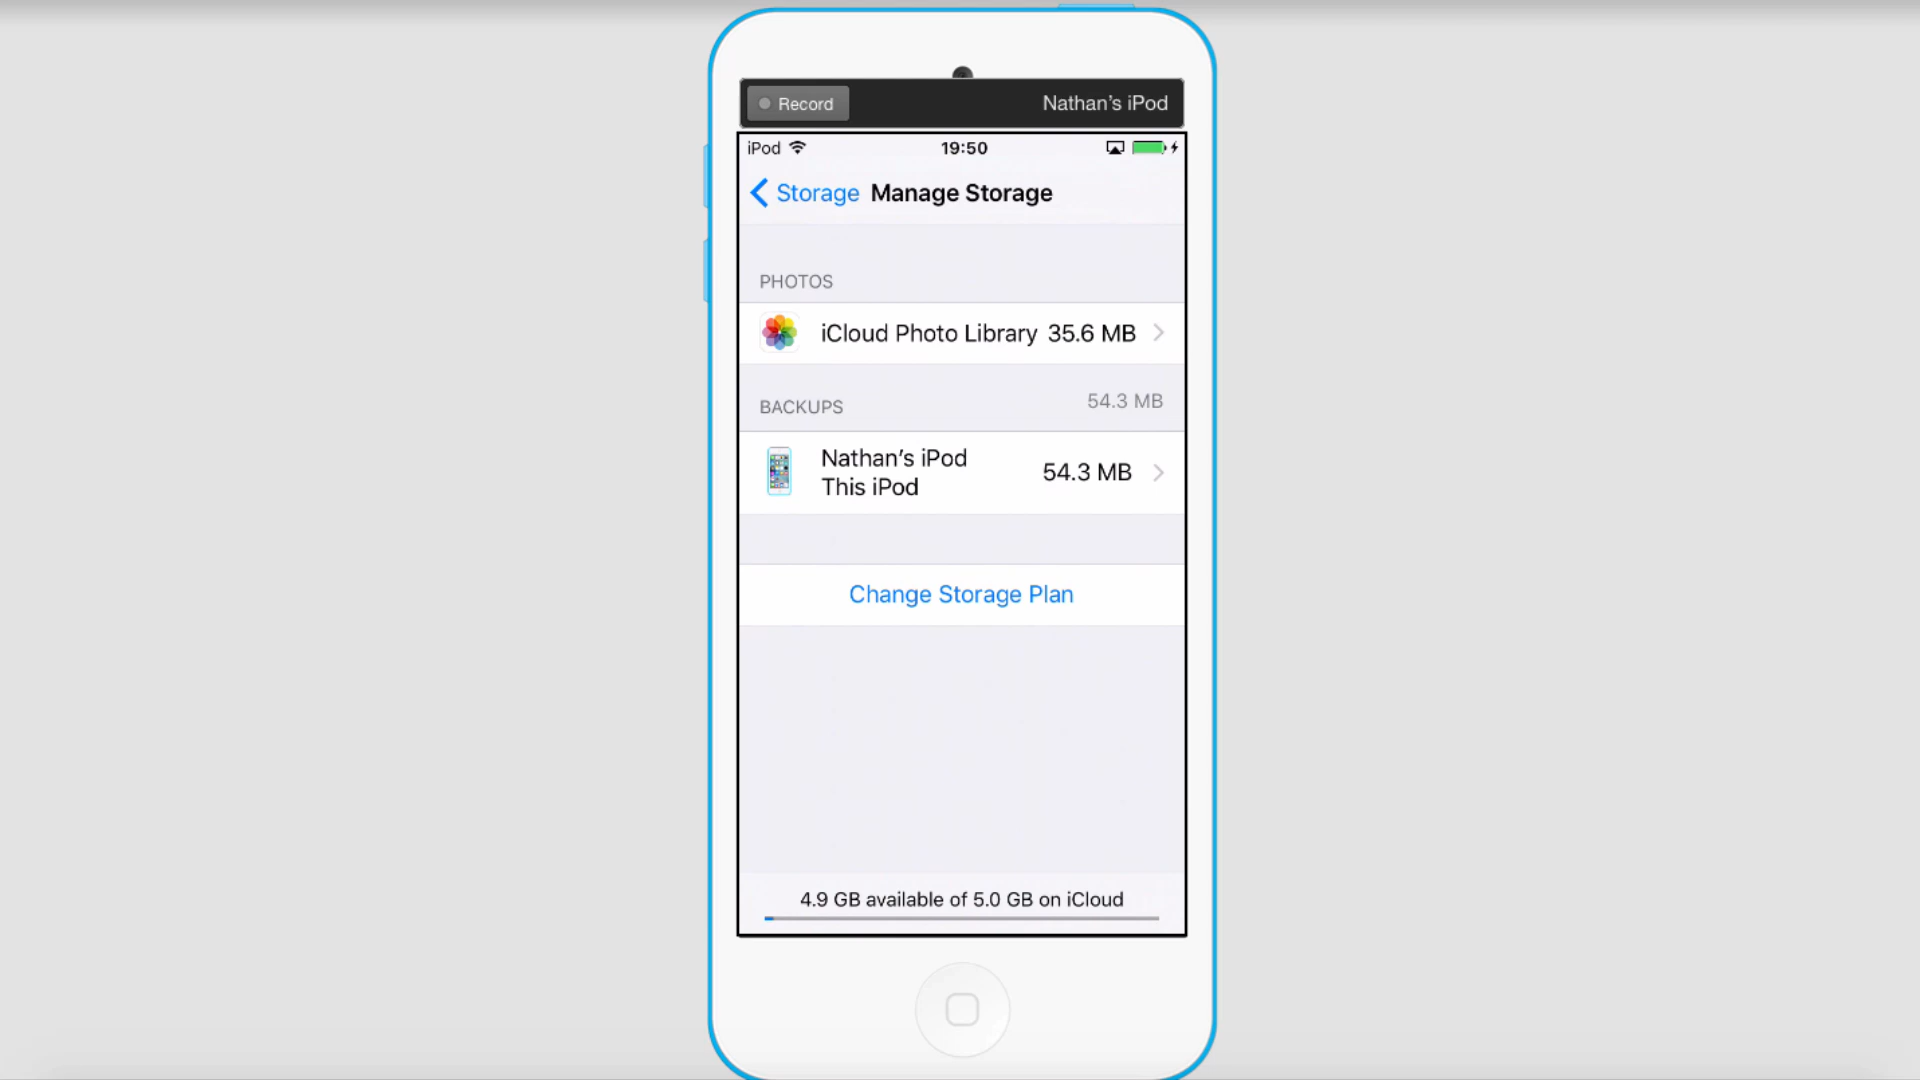 Record
Nathan’s iPod
iPod 19:50
Storage Manage Storage
PHOTOS
iCloud Photo Library 35.6 MB
BACKUPS 54.3 MB
Nathan’s iPod
This iPod
54.3 MB
Change Storage Plan
4.9 GB available of 5.0 GB on iCloud